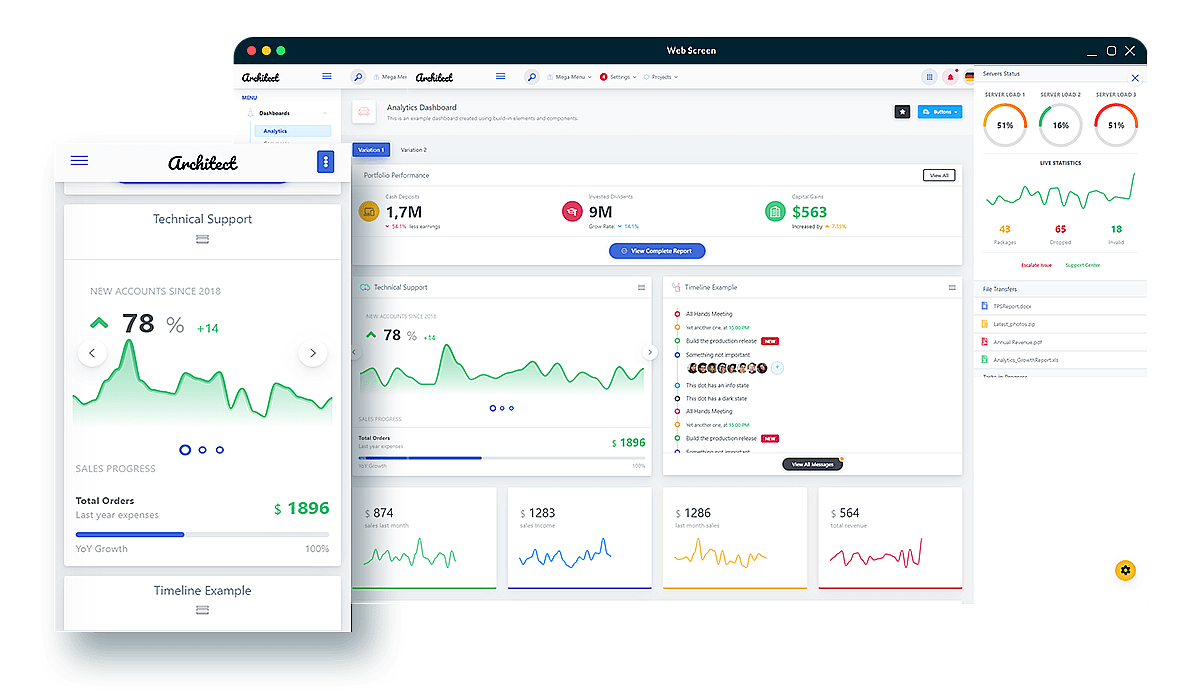 Web Screen
Architect
Mega Mer
Architect
Mega Menu
4
Settings
Projects
MENU
Dashboards
Analytics
Analytics Dashboard
This is an example dashboard created using build-in elements and components.
Buttons
Variation 1
Variation 2
Portfolio Performance
View All
Cash Deposits
1,7M
54.1% less earnings
Invested Dividents
9M
Grow Rate: 14.1%
Capital Gains
$563
Increased by 7.35%
View Complete Report
Technical Support
NEW ACCOUNTS SINCE 2018
78 % +14
SALES PROGRESS
Total Orders
Last year expenses
$ 1896
YoY Growth
100%
Timeline Example
All Hands Meeting
Yet another one, at 15:00 PM
Build the production release NEW
Something not important
+
This dot has an info state
This dot has a dark state
All Hands Meeting
Yet another one, at 15:00 PM
Build the production release NEW
Something not important
View All Messages
$ 874
sales last month
$ 1283
sales Income
$ 1286
last month sales
$ 564
total revenue
Servers Status
SERVER LOAD 1
SERVER LOAD 2
SERVER LOAD 3
51%
16%
51%
LIVE STATISTICS
43
Packages
65
Dropped
18
Invalid
Escalate Issue
Support Center
File Transfers
TPSReport.docx
Latest_photos.zip
Annual Revenue.pdf
Analytics_GrowthReport.xls
Tasks in Progress
Architect
Technical Support
NEW ACCOUNTS SINCE 2018
78 % +14
SALES PROGRESS
Total Orders
Last year expenses
$ 1896
YoY Growth
100%
Timeline Example